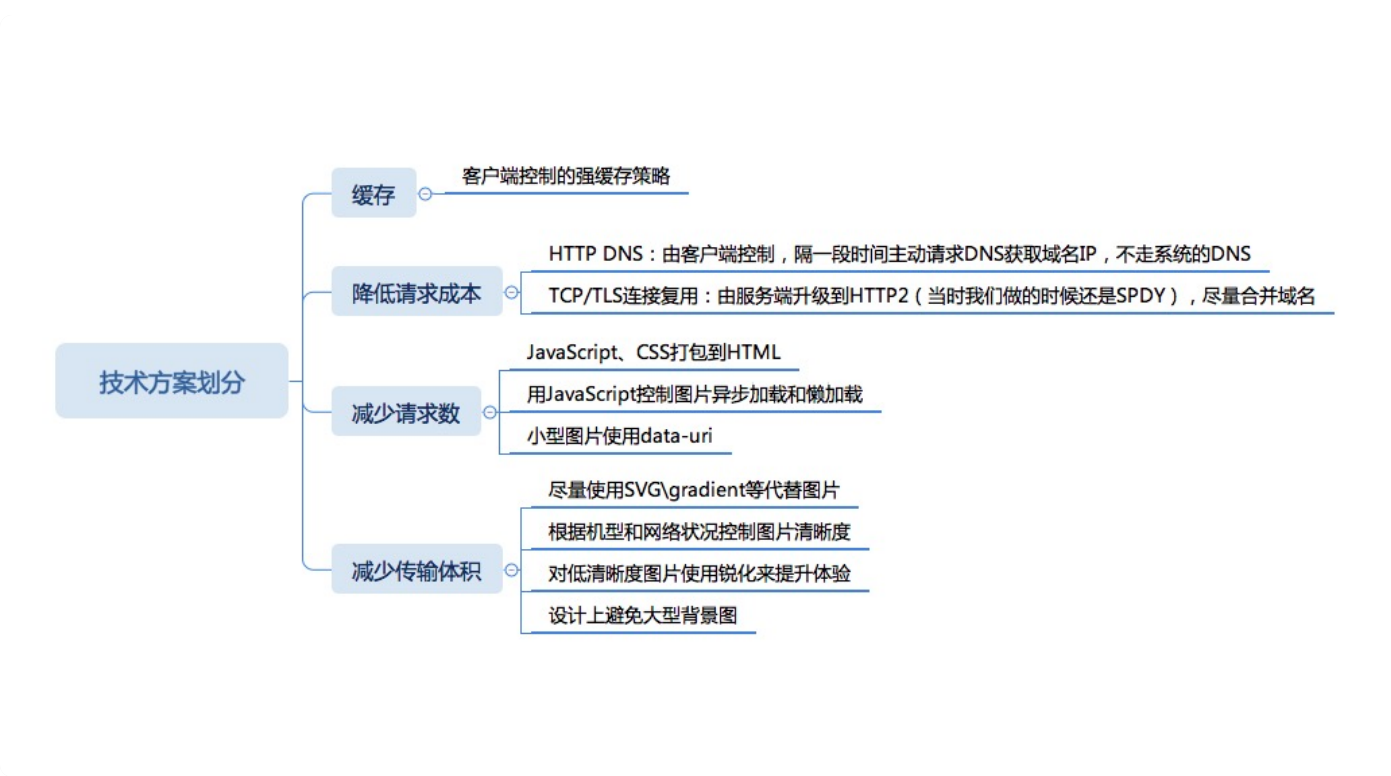 技术方案划分
缓存
客户端控制的强缓存策略
降低请求成本
HTTP DNS：由客户端控制，隔一段时间主动请求DNS获取域名IP，不走系统的DNS
TCP/TLS连接复用：由服务端升级到HTTP2（当时我们做的时候还是SPDY），尽量合并域名
减少请求数
JavaScript、CSS打包到HTML
用JavaScript控制图片异步加载和懒加载
小型图片使用data-uri
减少传输体积
尽量使用SVG\gradient等代替图片
根据机型和网络状况控制图片清晰度
对低清晰度图片使用锐化来提升体验
设计上避免大型背景图